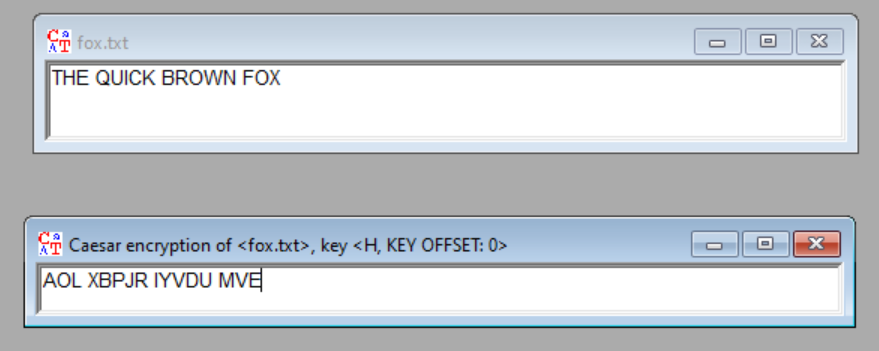 fox.txt
THE QUICK BROWN FOX
Caesar encryption of <fox.txt>, key <H, KEY OFFSET: 0>
AOL XBPJR IYVDU MVE